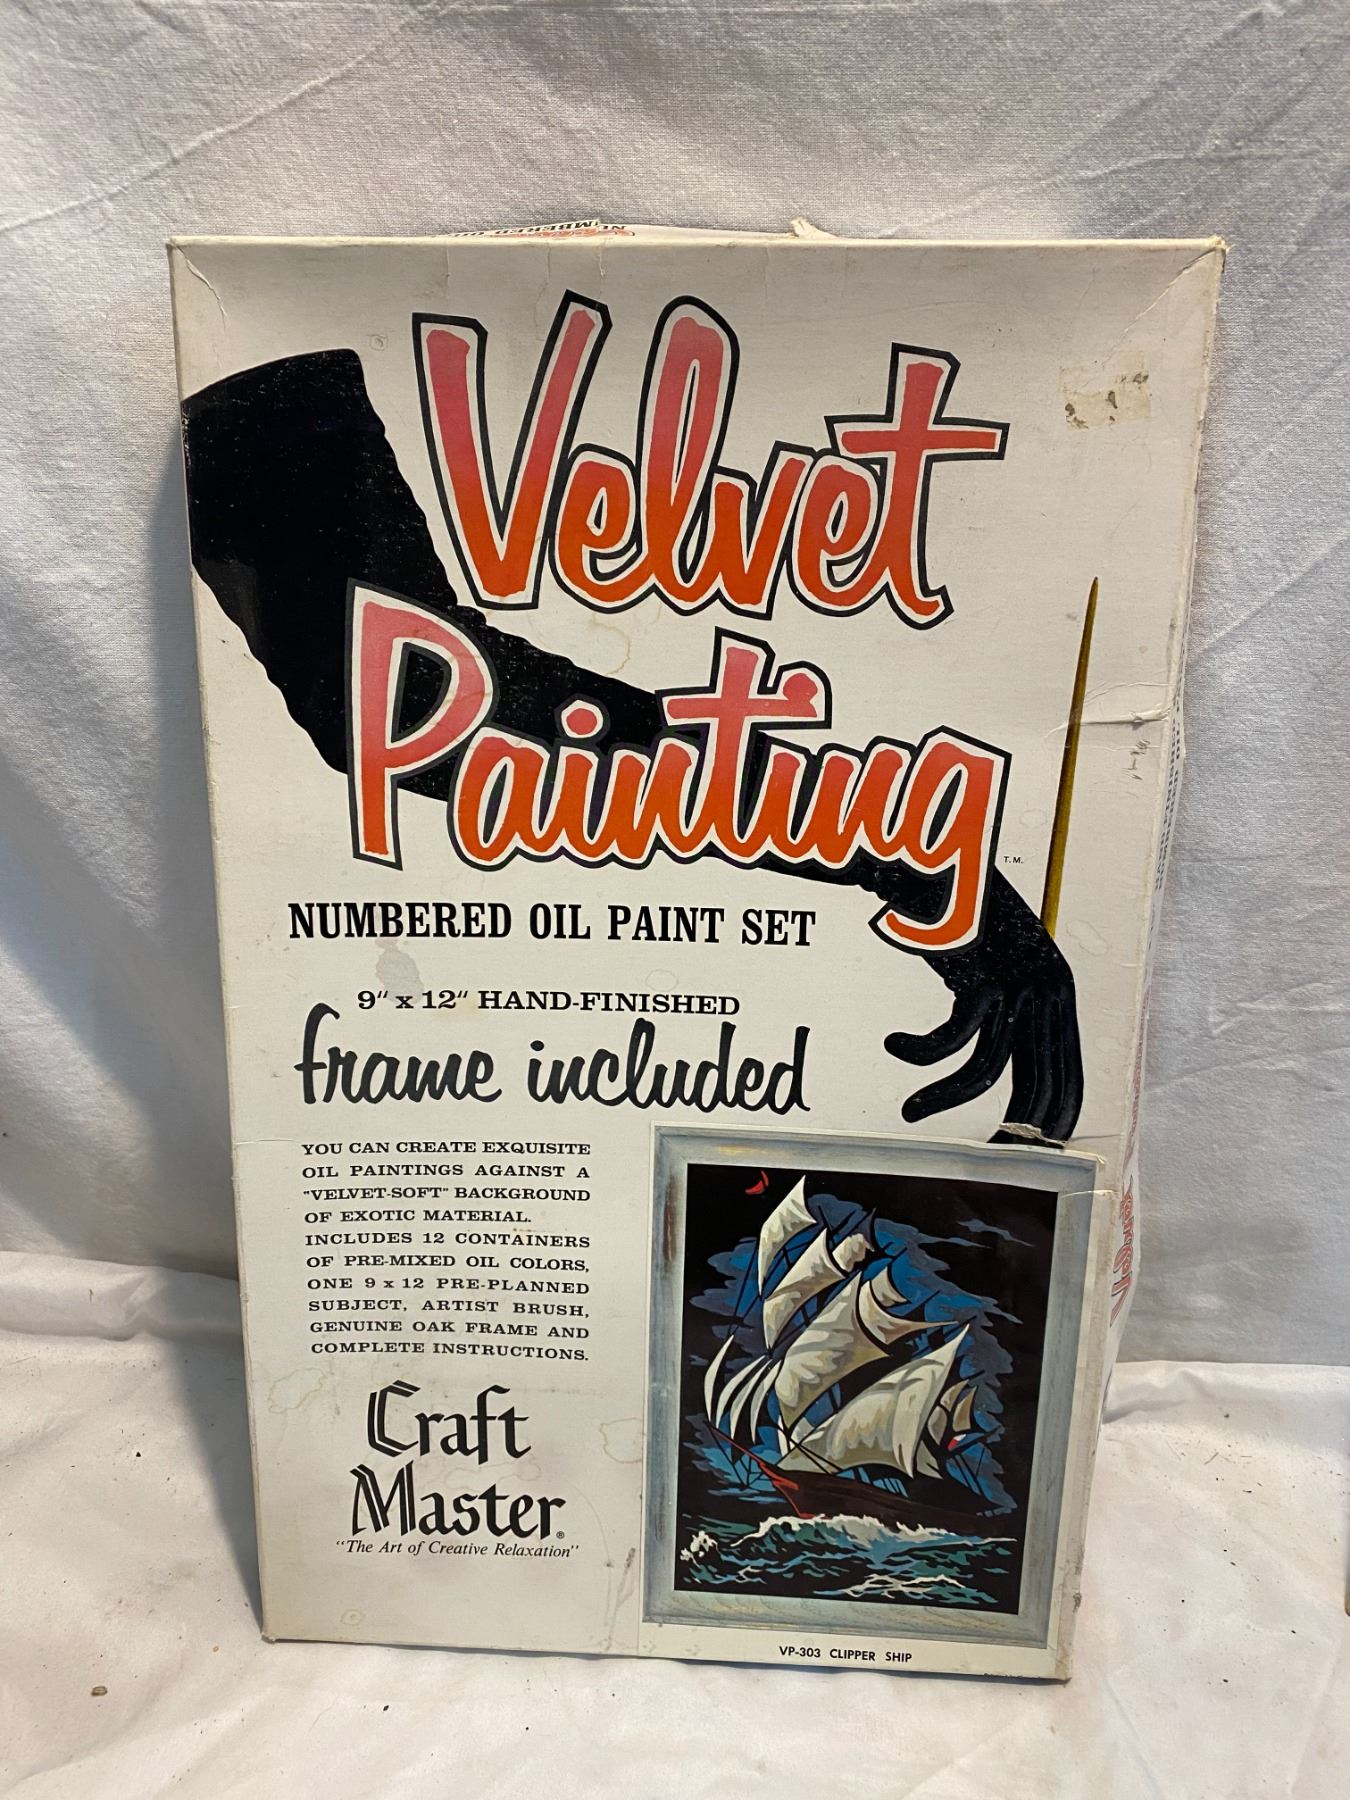 Velvet
Painting
T.M.
NUMBERED OIL PAINT SET
9" x 12" HAND-FINISHED
frame included
YOU CAN CREATE EXQUISITE
OIL PAINTINGS AGAINST A
"VELVET-SOFT" BACKGROUND
OF EXOTIC MATERIAL.
INCLUDES 12 CONTAINERS
OF PRE-MIXED OIL COLORS,
ONE 9 x 12 PRE-PLANNED
SUBJECT, ARTIST BRUSH,
GENUINE OAK FRAME AND
COMPLETE INSTRUCTIONS.
Craft
Master®
"The Art of Creative Relaxation"
VP-303 CLIPPER SHIP